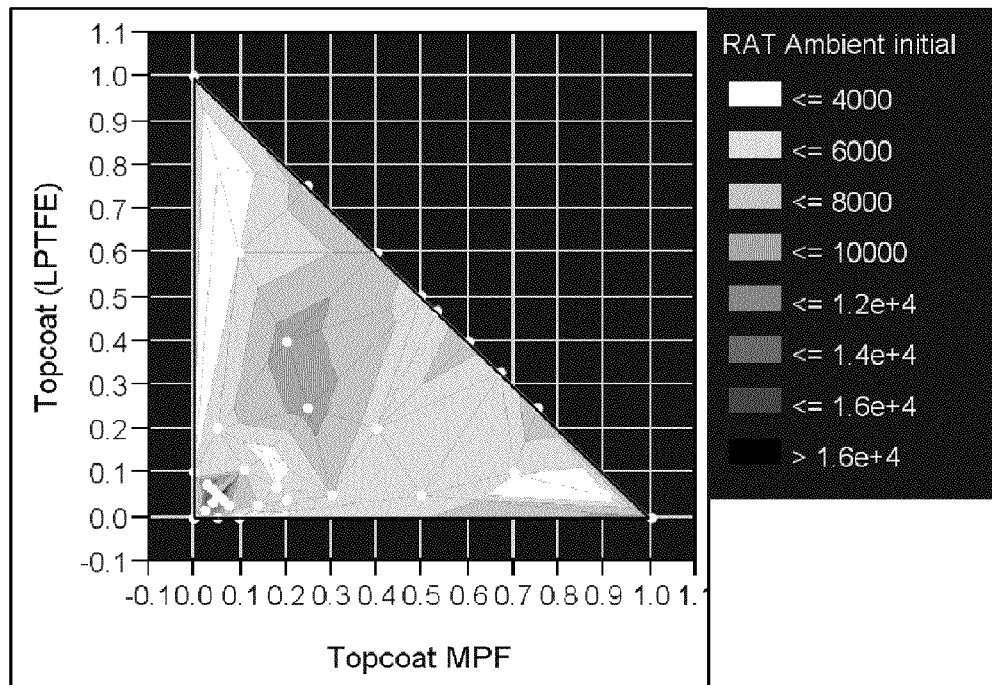 1.1
1.0
0.9
0.8
0.7
0.6
0.5
0.4
0.3
0.2
0.1
0.0
-0.1
Topcoat (LPTFE)
-0.1 0.0 0.1 0.2 0.3 0.4 0.5 0.6 0.7 0.8 0.9 1.0 1.1
Topcoat MPF
RAT Ambient initial
<= 4000
<= 6000
<= 8000
<= 10000
<= 1.2e+4
<= 1.4e+4
<= 1.6e+4
> 1.6e+4